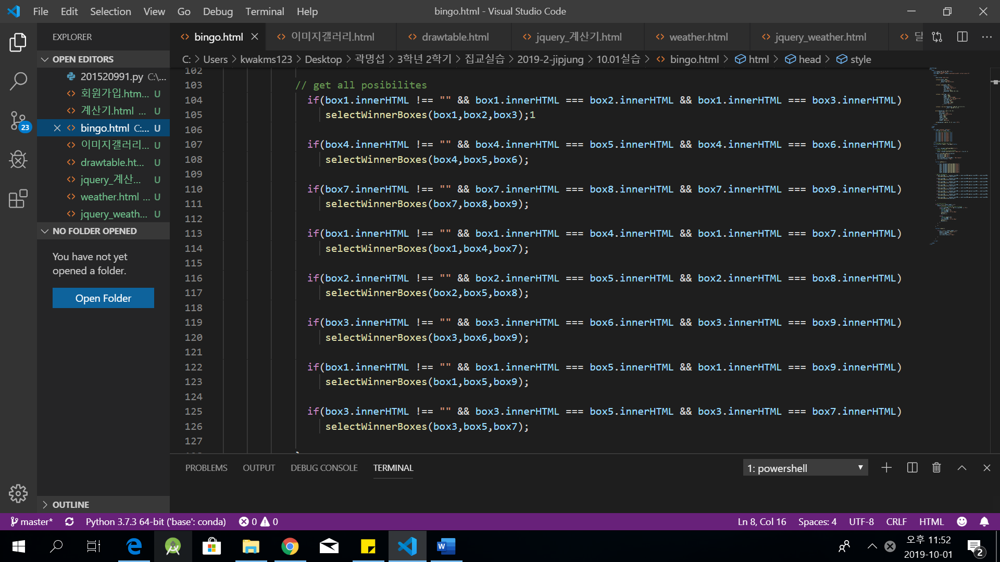 File Edit Selection View Go Debug Terminal Help
bingo.html - Visual Studio Code
EXPLORER
bingo.html
이미지갤러리.html
drawtable.html
jquery_계산기.html
weather.html
jquery_weather.html
달
C: > Users > kwakms123 > Desktop > 곽명섭 > 3학년 2학기 > 집교실습 > 2019-2-jipjung > 10.01실습 > bingo.html > html > head > style
OPEN EDITORS
201520991.py C:\...
회원가입.htm... U
계산기.html ... U
bingo.html C:... U
이미지갤러리... U
drawtable.ht... U
jquery_계산... U
weather.html ... U
jquery_weath... U
NO FOLDER OPENED
You have not yet
opened a folder.
Open Folder
OUTLINE
23
102
103 // get all posibilites
104 if(box1.innerHTML !== "" && box1.innerHTML === box2.innerHTML && box1.innerHTML === box3.innerHTML)
105 selectWinnerBoxes(box1,box2,box3);1
106
107 if(box4.innerHTML !== "" && box4.innerHTML === box5.innerHTML && box4.innerHTML === box6.innerHTML)
108 selectWinnerBoxes(box4,box5,box6);
109
110 if(box7.innerHTML !== "" && box7.innerHTML === box8.innerHTML && box7.innerHTML === box9.innerHTML)
111 selectWinnerBoxes(box7,box8,box9);
112
113 if(box1.innerHTML !== "" && box1.innerHTML === box4.innerHTML && box1.innerHTML === box7.innerHTML)
114 selectWinnerBoxes(box1,box4,box7);
115
116 if(box2.innerHTML !== "" && box2.innerHTML === box5.innerHTML && box2.innerHTML === box8.innerHTML)
117 selectWinnerBoxes(box2,box5,box8);
118
119 if(box3.innerHTML !== "" && box3.innerHTML === box6.innerHTML && box3.innerHTML === box9.innerHTML)
120 selectWinnerBoxes(box3,box6,box9);
121
122 if(box1.innerHTML !== "" && box1.innerHTML === box5.innerHTML && box1.innerHTML === box9.innerHTML)
123 selectWinnerBoxes(box1,box5,box9);
124
125 if(box3.innerHTML !== "" && box3.innerHTML === box5.innerHTML && box3.innerHTML === box7.innerHTML)
126 selectWinnerBoxes(box3,box5,box7);
127
PROBLEMS OUTPUT DEBUG CONSOLE TERMINAL
1: powershell
master* Python 3.7.3 64-bit ('base': conda) 0 0
Ln 8, Col 16 Spaces: 4 UTF-8 CRLF HTML
오후 11:52
2019-10-01
2